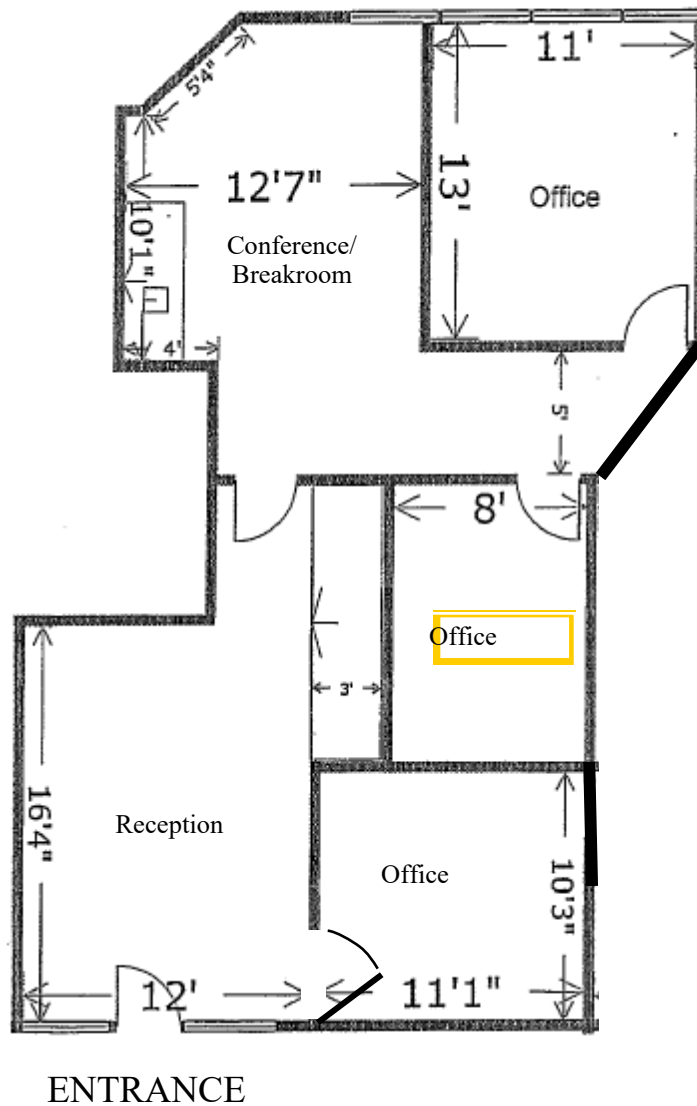 11'
5'4"
13'
12'7"
Office
10'1"
Conference/
Breakroom
4'
5'
8'
Office
3'
16'4"
Reception
Office
10'3"
12'
11'1"
ENTRANCE